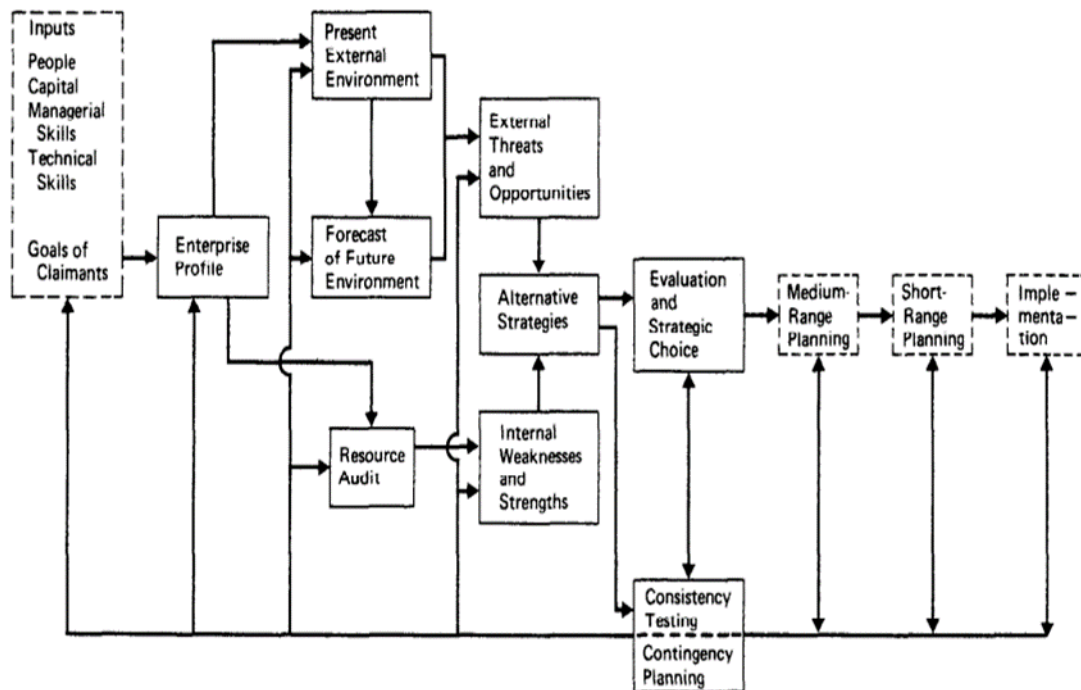 Inputs
People
Capital
Managerial
Skills
Technical
Skills
Goals of
Claimants
Enterprise
Profile
Present
External
Environment
Forecast
of Future
Environment
Resource
Audit
External
Threats
and
Opportunities
Alternative
Strategies
Internal
Weaknesses
and
Strengths
Evaluation
and
Strategic
Choice
Consistency
Testing
Contingency
Planning
Medium-
Range
Planning
Short-
Range
Planning
Imple-
menta-
tion